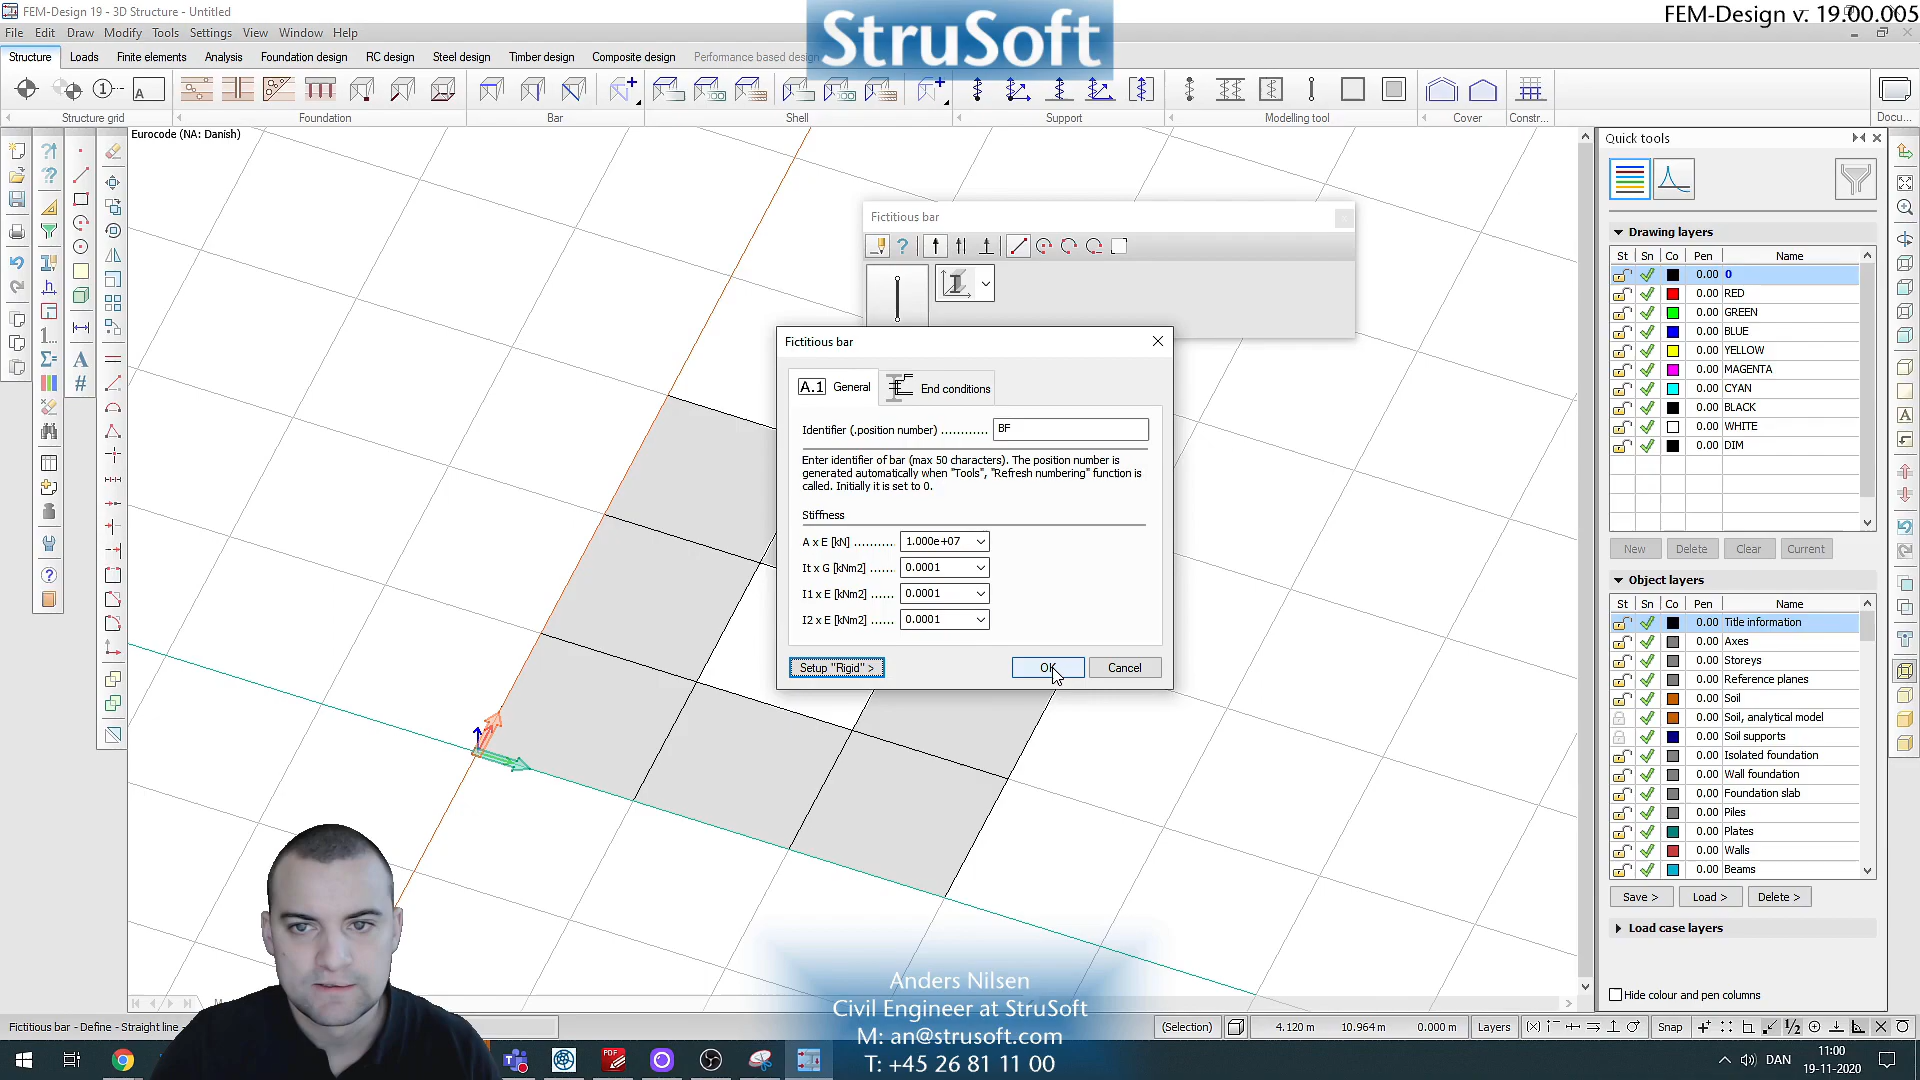 FEM-Design 19 - 3D Structure - Untitled
StruSoft
FEM-Design v. 19.00.005
File Edit Draw Modify Tools Settings View Window Help
Structure Loads Finite elements Analysis Foundation design RC design Steel design Timber design Composite design Performance based design
Structure grid Foundation Bar Shell Support Modelling tool Cover Constr... Docu...
Eurocode (NA: Danish)
Quick tools
Fictitious bar
Drawing layers
St Sn Co Pen Name
0.00 0
0.00 RED
0.00 GREEN
0.00 BLUE
0.00 YELLOW
0.00 MAGENTA
0.00 CYAN
0.00 BLACK
0.00 WHITE
0.00 DIM
New Delete Clear Current
Fictitious bar
A.1 General End conditions
Identifier (.position number) ............ BF
Enter identifier of bar (max 50 characters). The position number is
generated automatically when "Tools", "Refresh numbering" function is
called. Initially it is set to 0.
Stiffness
A x E [kN] .......... 1.000e+07
It x G [kNm2] ...... 0.0001
I1 x E [kNm2] ...... 0.0001
I2 x E [kNm2] ...... 0.0001
Setup "Rigid" > OK Cancel
Object layers
St Sn Co Pen Name
0.00 Title information
0.00 Axes
0.00 Storeys
0.00 Reference planes
0.00 Soil
0.00 Soil, analytical model
0.00 Soil supports
0.00 Isolated foundation
0.00 Wall foundation
0.00 Foundation slab
0.00 Piles
0.00 Plates
0.00 Walls
0.00 Beams
Save > Load > Delete >
Load case layers
Hide colour and pen columns
Anders Nilsen
Civil Engineer at StruSoft
M: an@strusoft.com
T: +45 26 81 11 00
Fictitious bar - Define - Straight line -
(Selection) 4.120 m 10.964 m 0.000 m Layers Snap
DAN
11:00
19-11-2020